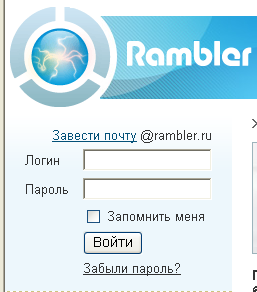 Rambler
Завести почту @rambler.ru
Логин
Пароль
Запомнить меня
Войти
Забыли пароль?